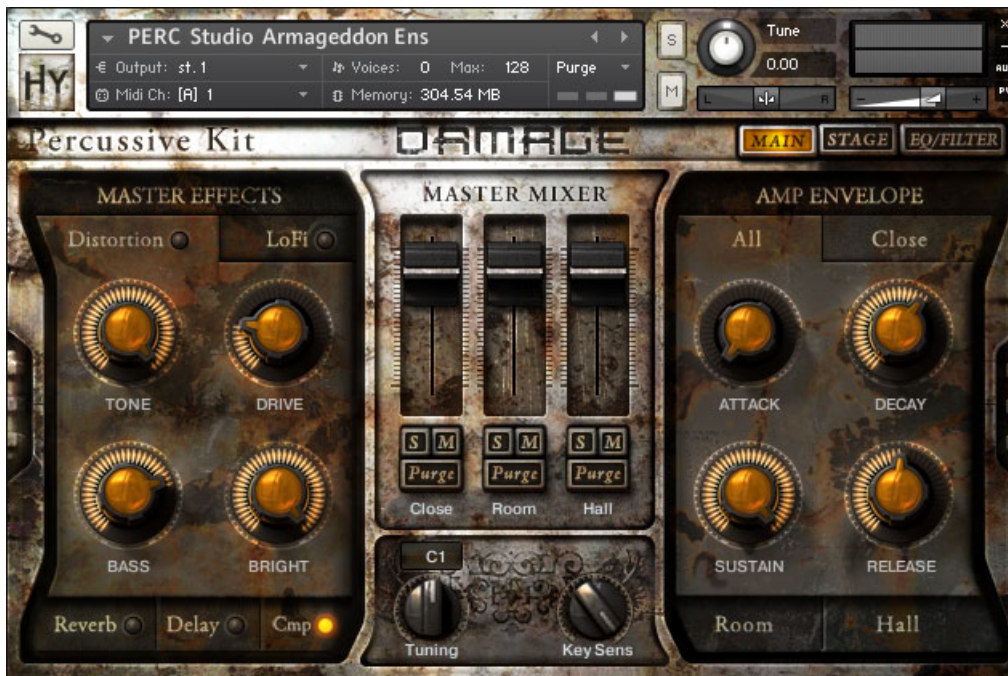 PERC Studio Armageddon Ens
S
Tune
Output: st.1
Voices: 0 Max: 128
Purge
0.00
HY
Midi Ch: [A] 1
Memory: 304.54 MB
M
L
R
- +
Percussive Kit
DAMAGE
MAIN
STAGE
EQ/FILTER
MASTER EFFECTS
MASTER MIXER
AMP ENVELOPE
Distortion
LoFi
All
Close
TONE
DRIVE
ATTACK
DECAY
S M
S M
S M
Purge
Purge
Purge
Close
Room
Hall
BASS
BRIGHT
SUSTAIN
RELEASE
C1
Reverb
Delay
Cmp
Tuning
Key Sens
Room
Hall